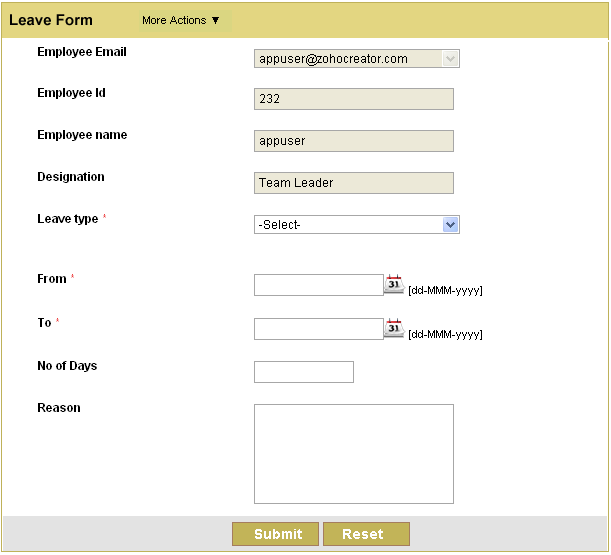 Leave Form More Actions ▼
Employee Email appuser@zohocreator.com
Employee Id 232
Employee name appuser
Designation Team Leader
Leave type * -Select-
From * 31 [dd-MMM-yyyy]
To * 31 [dd-MMM-yyyy]
No of Days
Reason
Submit Reset